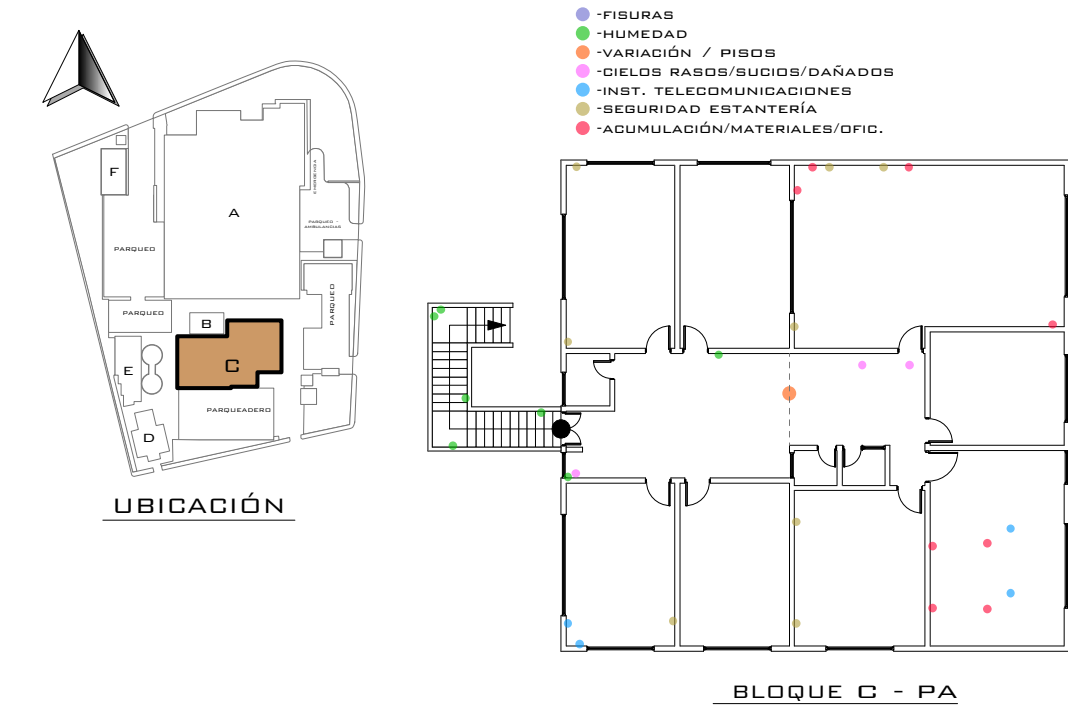 -FISURAS
-HUMEDAD
-VARIACIÓN / PISOS
-CIELOS RASOS/SUCIOS/DAÑADOS
-INST. TELECOMUNICACIONES
-SEGURIDAD ESTANTERÍA
-ACUMULACIÓN/MATERIALES/OFIC.
F
A
EMERGENCIA
PARQUEO -
AMBULANCIAS
PARQUEO
PARQUEO
PARQUEO
B
C
E
D
PARQUEADERO
UBICACIÓN
BLOQUE C - PA